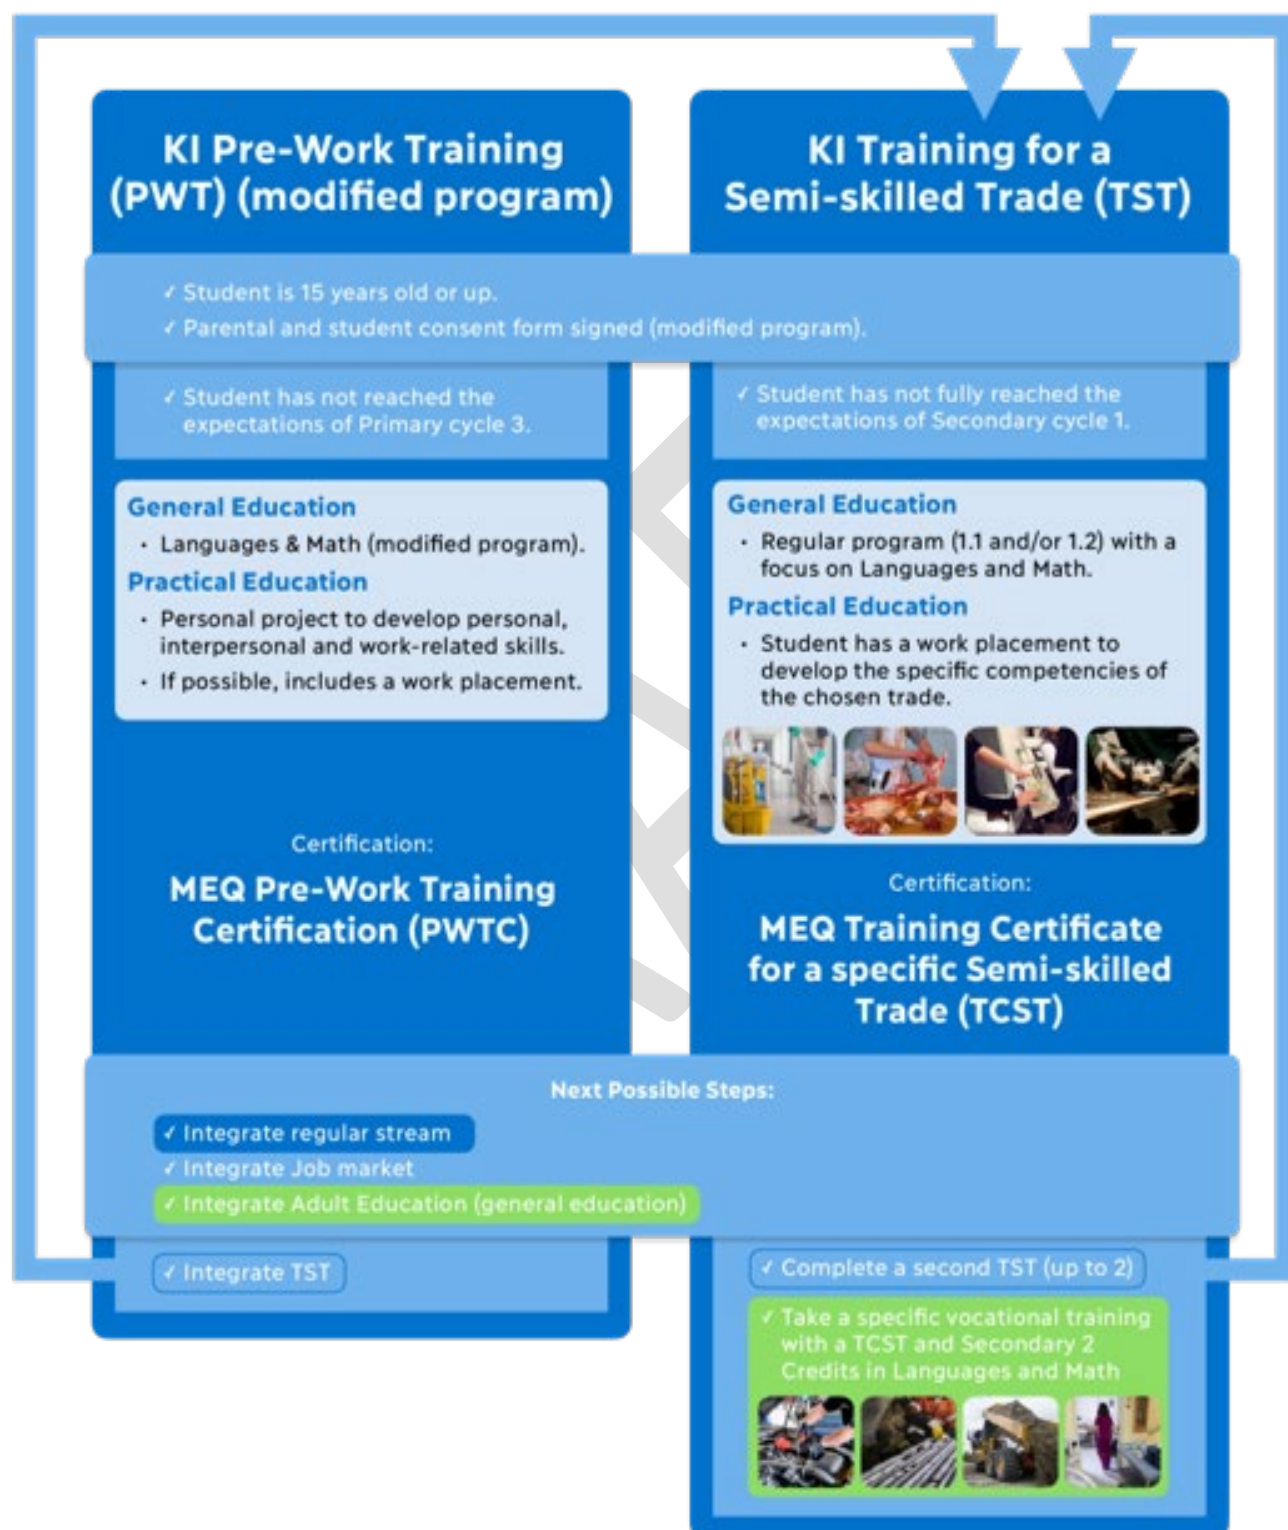 KI Pre-Work Training
(PWT) (modified program)
KI Training for a
Semi-skilled Trade (TST)
✓ Student is 15 years old or up.
✓ Parental and student consent form signed (modified program).
✓ Student has not reached the
expectations of Primary cycle 3.
✓ Student has not fully reached the
expectations of Secondary cycle 1.
General Education
• Languages & Math (modified program).
Practical Education
• Personal project to develop personal,
interpersonal and work-related skills.
• If possible, includes a work placement.
General Education
• Regular program (1.1 and/or 1.2) with a
focus on Languages and Math.
Practical Education
• Student has a work placement to
develop the specific competencies of
the chosen trade.
Certification:
MEQ Pre-Work Training
Certification (PWTC)
Certification:
MEQ Training Certificate
for a specific Semi-skilled
Trade (TCST)
Next Possible Steps:
✓ Integrate regular stream
✓ Integrate Job market
✓ Integrate Adult Education (general education)
✓ Integrate TST
✓ Complete a second TST (up to 2)
✓ Take a specific vocational training
with a TCST and Secondary 2
Credits in Languages and Math